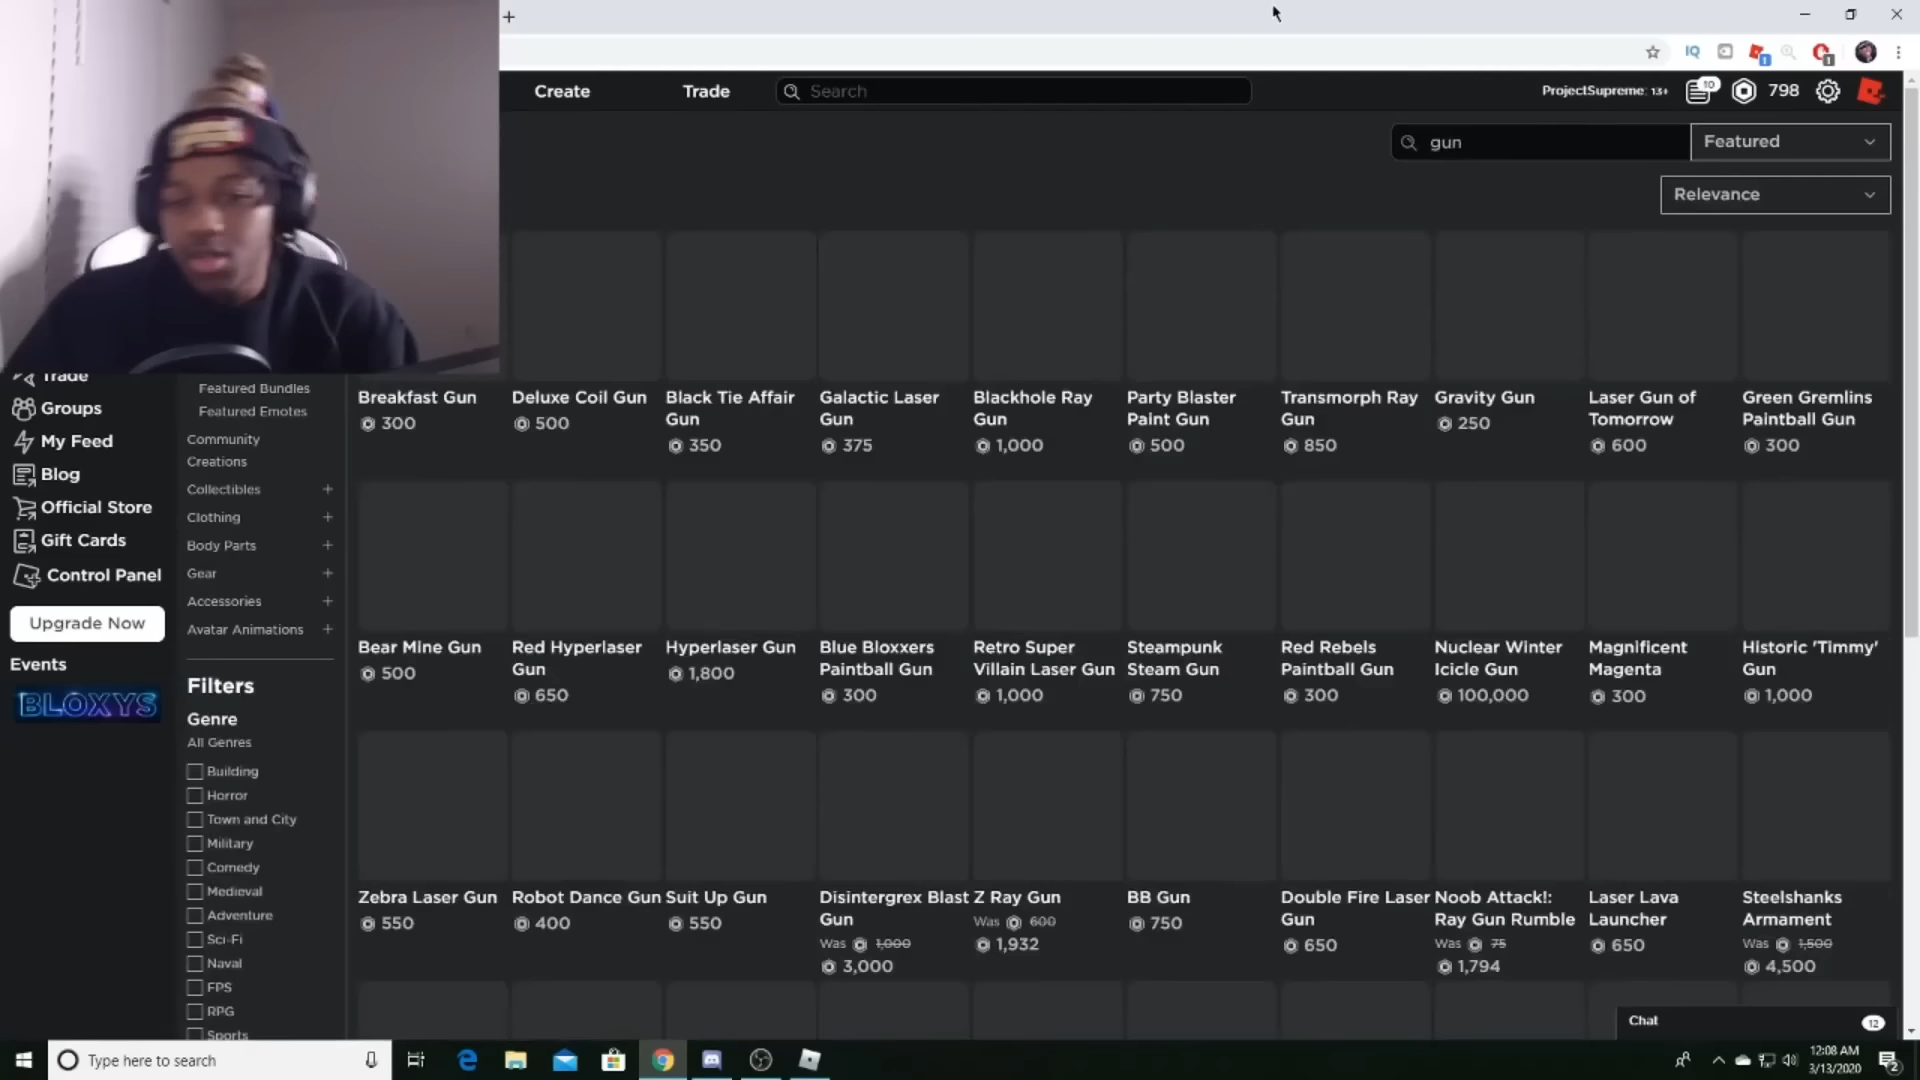 +
IQ
1
1
Create
Trade
Search
ProjectSupreme: 13+
10
798
gun
Featured
Relevance
Trade
Groups
My Feed
Blog
Official Store
Gift Cards
Control Panel
Upgrade Now
Events
BLOXYS
Featured Bundles
Featured Emotes
Community
Creations
Collectibles +
Clothing +
Body Parts +
Gear +
Accessories +
Avatar Animations +
Filters
Genre
All Genres
Building
Horror
Town and City
Military
Comedy
Medieval
Adventure
Sci-Fi
Naval
FPS
RPG
Sports
Breakfast Gun
300
Deluxe Coil Gun
500
Black Tie Affair
Gun
350
Galactic Laser
Gun
375
Blackhole Ray
Gun
1,000
Party Blaster
Paint Gun
500
Transmorph Ray
Gun
850
Gravity Gun
250
Laser Gun of
Tomorrow
600
Green Gremlins
Paintball Gun
300
Bear Mine Gun
500
Red Hyperlaser
Gun
650
Hyperlaser Gun
1,800
Blue Bloxxers
Paintball Gun
300
Retro Super
Villain Laser Gun
1,000
Steampunk
Steam Gun
750
Red Rebels
Paintball Gun
300
Nuclear Winter
Icicle Gun
100,000
Magnificent
Magenta
300
Historic 'Timmy'
Gun
1,000
Zebra Laser Gun
550
Robot Dance Gun
400
Suit Up Gun
550
Disintergrex Blast
Gun
Was 1,000
3,000
Z Ray Gun
Was 600
1,932
BB Gun
750
Double Fire Laser
Gun
650
Noob Attack!:
Ray Gun Rumble
Was 75
1,794
Laser Lava
Launcher
650
Steelshanks
Armament
Was 1,500
4,500
Chat
12
Type here to search
12:08 AM
3/13/2020
2